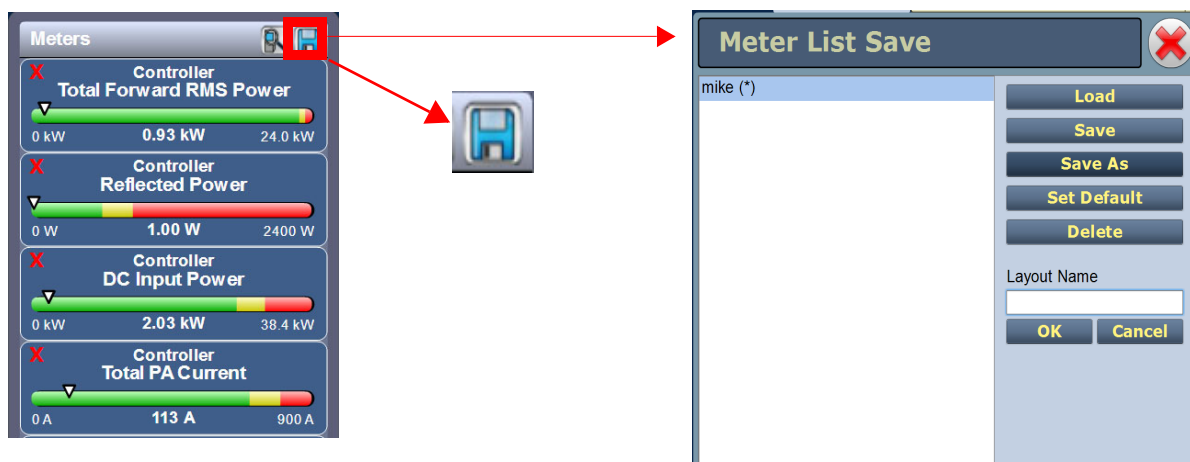 Meters
X
Controller
Total Forward RMS Power
0 kW 0.93 kW 24.0 kW
X
Controller
Reflected Power
0 W 1.00 W 2400 W
X
Controller
DC Input Power
0 kW 2.03 kW 38.4 kW
X
Controller
Total PA Current
0 A 113 A 900 A
Meter List Save
mike (*)
Load
Save
Save As
Set Default
Delete
Layout Name
OK Cancel